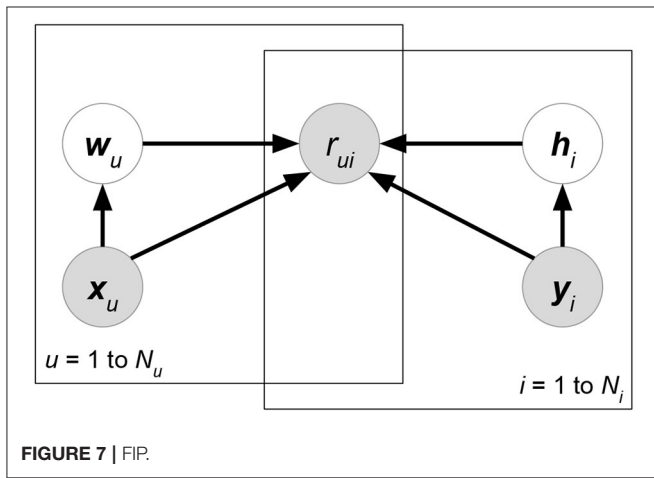 w_u r_ui h_i
x_u y_i
u = 1 to N_u
i = 1 to N_i
FIGURE 7 | FIP.